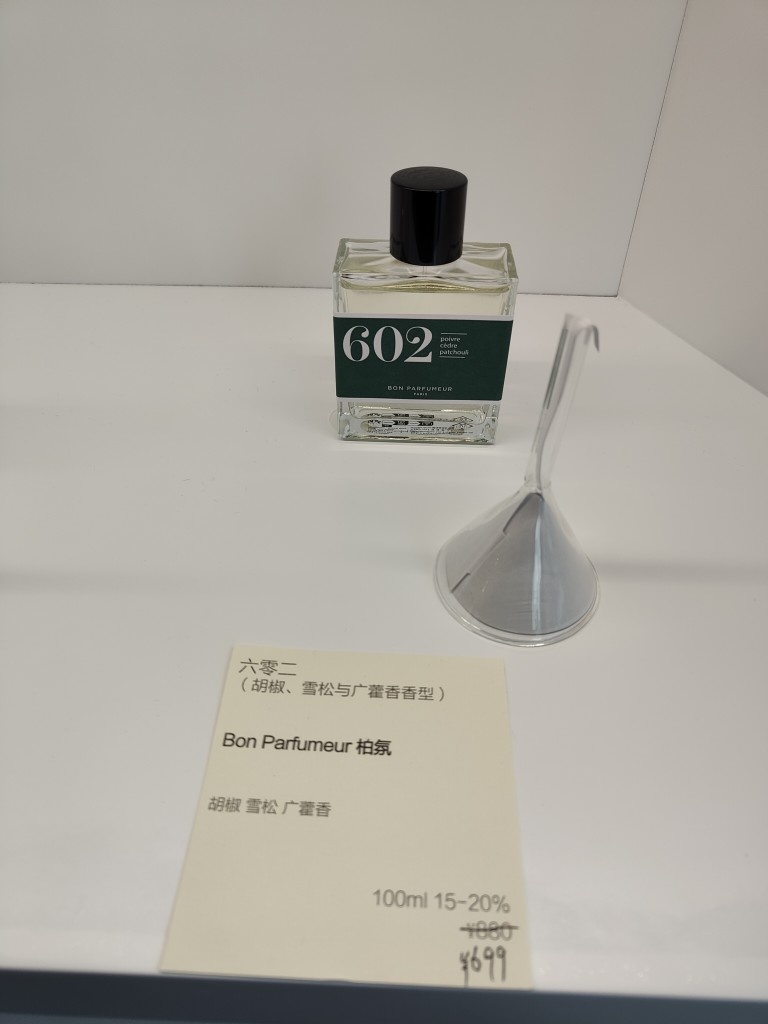 602
poivre
cèdre
patchouli
BON PARFUMEUR
PARIS
六零二
（胡椒、雪松与广藿香香型）
Bon Parfumeur 柏氛
胡椒 雪松 广藿香
100ml 15-20%
¥880
¥699